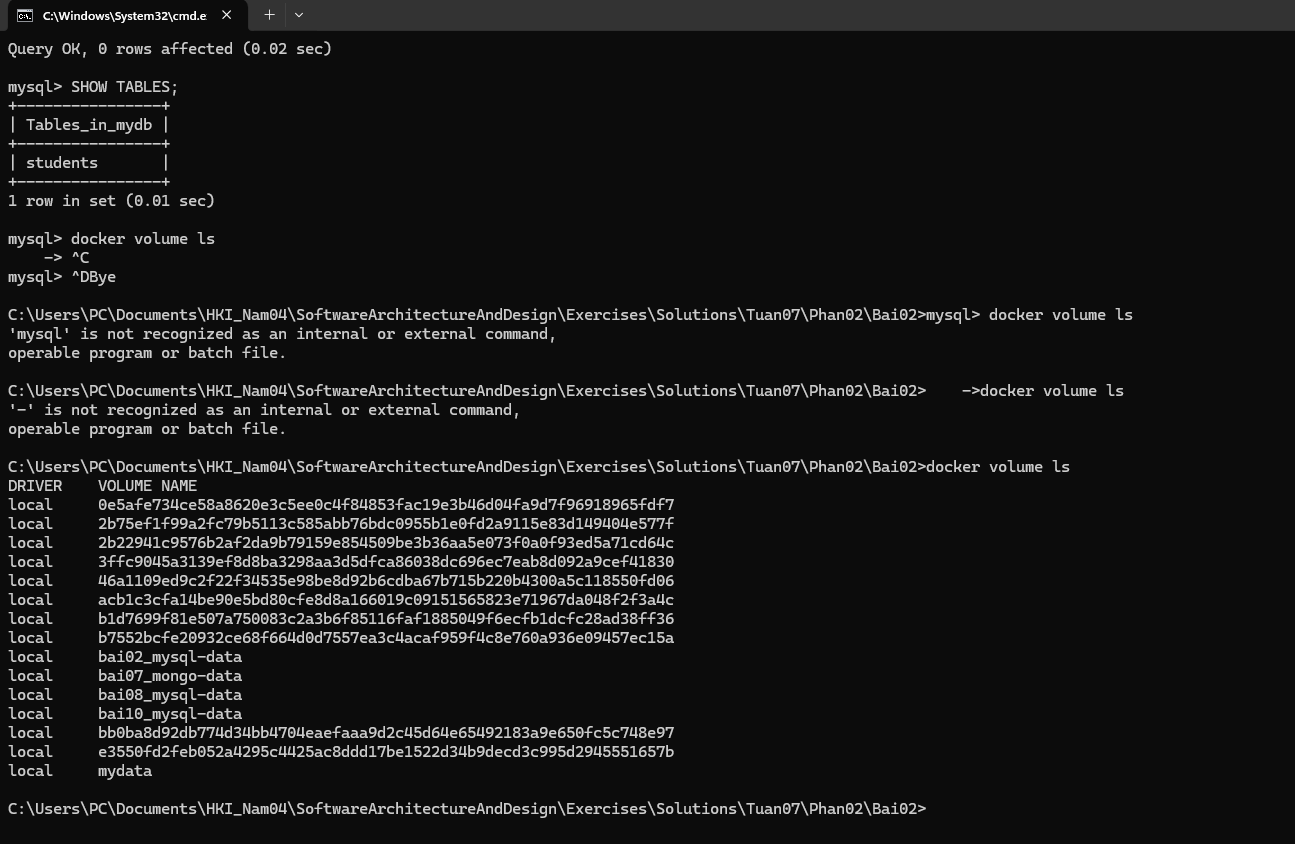 C:\Windows\System32\cmd.e
Query OK, 0 rows affected (0.02 sec)
mysql> SHOW TABLES;
+----------------+
| Tables_in_mydb |
+----------------+
| students       |
+----------------+
1 row in set (0.01 sec)
mysql> docker volume ls
    -> ^C
mysql> ^DBye
C:\Users\PC\Documents\HKI_Nam04\SoftwareArchitectureAndDesign\Exercises\Solutions\Tuan07\Phan02\Bai02>mysql> docker volume ls
'mysql' is not recognized as an internal or external command,
operable program or batch file.
C:\Users\PC\Documents\HKI_Nam04\SoftwareArchitectureAndDesign\Exercises\Solutions\Tuan07\Phan02\Bai02>    ->docker volume ls
'-' is not recognized as an internal or external command,
operable program or batch file.
C:\Users\PC\Documents\HKI_Nam04\SoftwareArchitectureAndDesign\Exercises\Solutions\Tuan07\Phan02\Bai02>docker volume ls
DRIVER    VOLUME NAME
local     0e5afe734ce58a8620e3c5ee0c4f84853fac19e3b46d04fa9d7f96918965fdf7
local     2b75ef1f99a2fc79b5113c585abb76bdc0955b1e0fd2a9115e83d149404e577f
local     2b22941c9576b2af2da9b79159e854509be3b36aa5e073f0a0f93ed5a71cd64c
local     3ffc9045a3139ef8d8ba3298aa3d5dfca86038dc696ec7eab8d092a9cef41830
local     46a1109ed9c2f22f34535e98be8d92b6cdba67b715b220b4300a5c118550fd06
local     acb1c3cfa14be90e5bd80cfe8d8a166019c09151565823e71967da048f2f3a4c
local     b1d7699f81e507a750083c2a3b6f85116faf1885049f6ecfb1dcfc28ad38ff36
local     b7552bcfe20932ce68f664d0d7557ea3c4acaf959f4c8e760a936e09457ec15a
local     bai02_mysql-data
local     bai07_mongo-data
local     bai08_mysql-data
local     bai10_mysql-data
local     bb0ba8d92db774d34bb4704eaefaaa9d2c45d64e65492183a9e650fc5c748e97
local     e3550fd2feb052a4295c4425ac8ddd17be1522d34b9decd3c995d2945551657b
local     mydata
C:\Users\PC\Documents\HKI_Nam04\SoftwareArchitectureAndDesign\Exercises\Solutions\Tuan07\Phan02\Bai02>